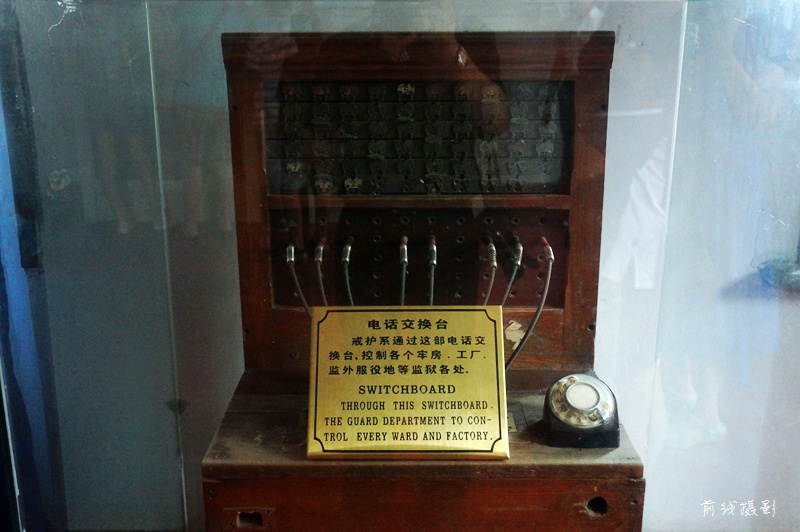 电话交换台
戒护系通过这部电话交
换台,控制各个牢房、工厂、
监外服役地等监狱各处。
SWITCHBOARD
THROUGH THIS SWITCHBOARD.
THE GUARD DEPARTMENT TO CON-
TROL EVERY WARD AND FACTORY.
前线摄影